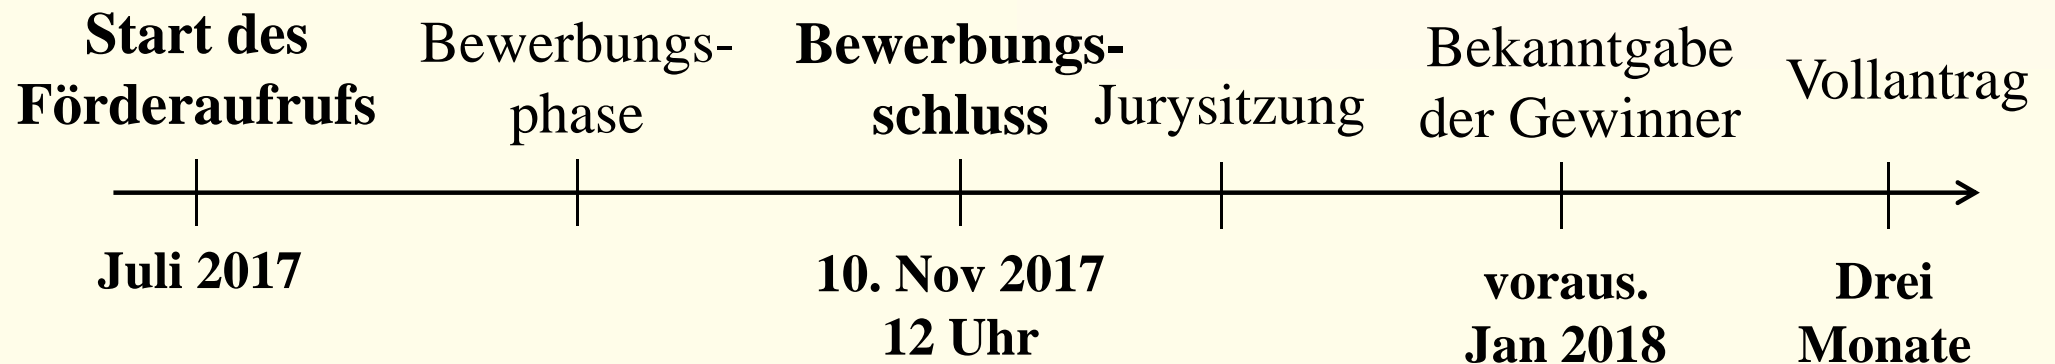 Start des
Förderaufrufs
Bewerbungs-
phase
Bewerbungs-
schluss
Jurysitzung
Bekanntgabe
der Gewinner
Vollantrag
Juli 2017
10. Nov 2017
12 Uhr
voraus.
Jan 2018
Drei
Monate